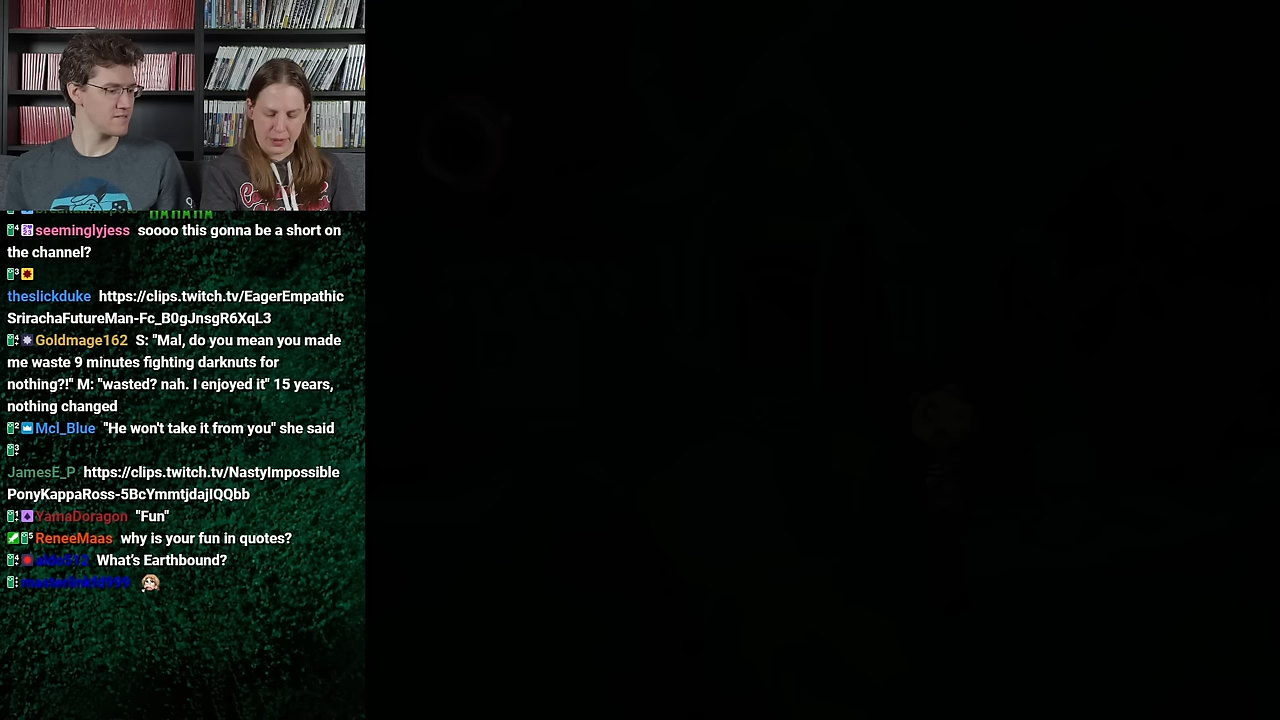 seeminglyjess soooo this gonna be a short on
the channel?
theslickduke https://clips.twitch.tv/EagerEmpathic
SrirachaFutureMan-Fc_B0gJnsgR6XqL3
Goldmage162 S: "Mal, do you mean you made
me waste 9 minutes fighting darknuts for
nothing?!" M: "wasted? nah. I enjoyed it" 15 years,
nothing changed
Mcl_Blue "He won't take it from you" she said
JamesE_P https://clips.twitch.tv/NastyImpossible
PonyKappaRoss-5BcYmmtjdajIQQbb
YamaDoragon "Fun"
ReneeMaas why is your fun in quotes?
What's Earthbound?